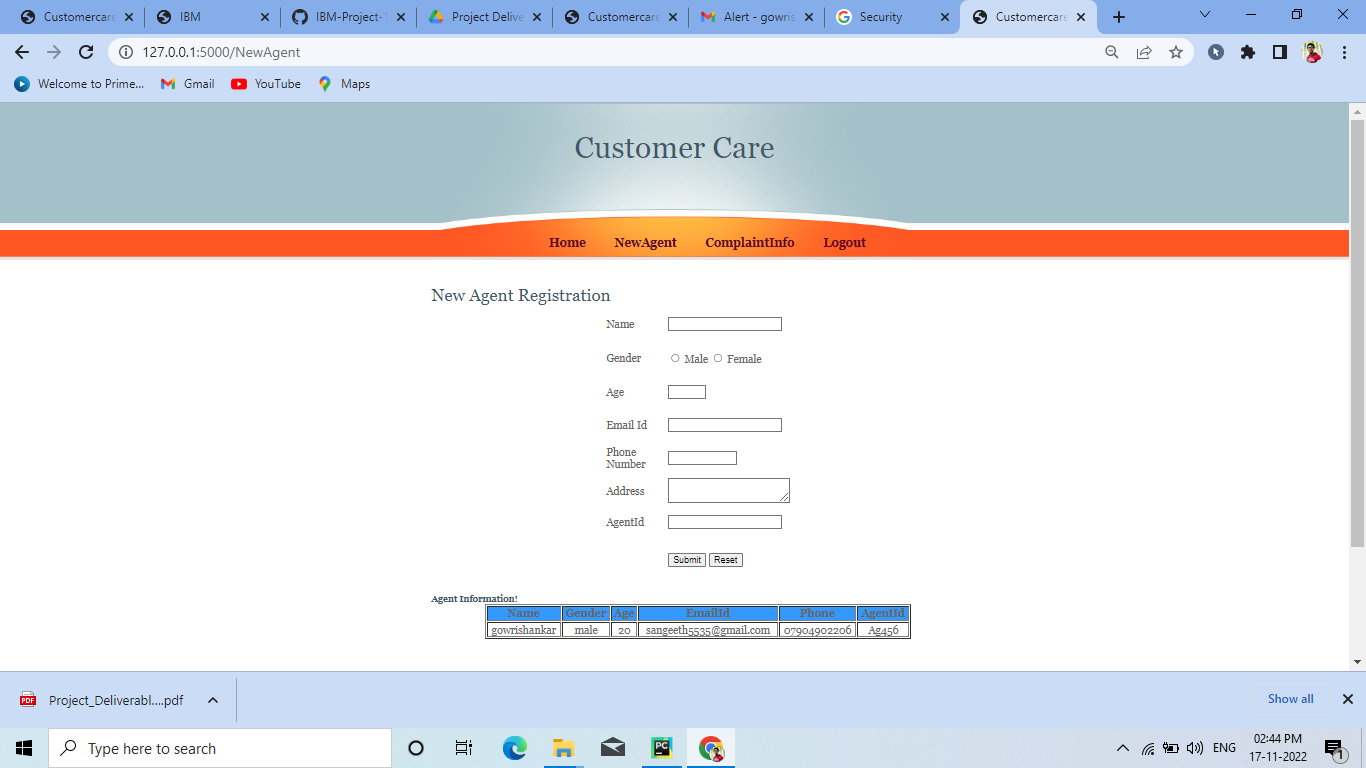 Customercare
IBM
IBM-Project-1
Project Delive
Customercare
Alert - gowris
Security
Customercare
127.0.0.1:5000/NewAgent
Welcome to Prime...
Gmail
YouTube
Maps
Customer Care
Home NewAgent ComplaintInfo Logout
New Agent Registration
Name
Gender Male Female
Age
Email Id
Phone
Number
Address
AgentId
Submit Reset
Agent Information!
Name Gender Age EmailId Phone AgentId
gowrishankar male 20 sangeeth5535@gmail.com 07904902206 Ag456
PDF Project_Deliverabl....pdf Show all
Type here to search
PC
ENG
02:44 PM
17-11-2022
1